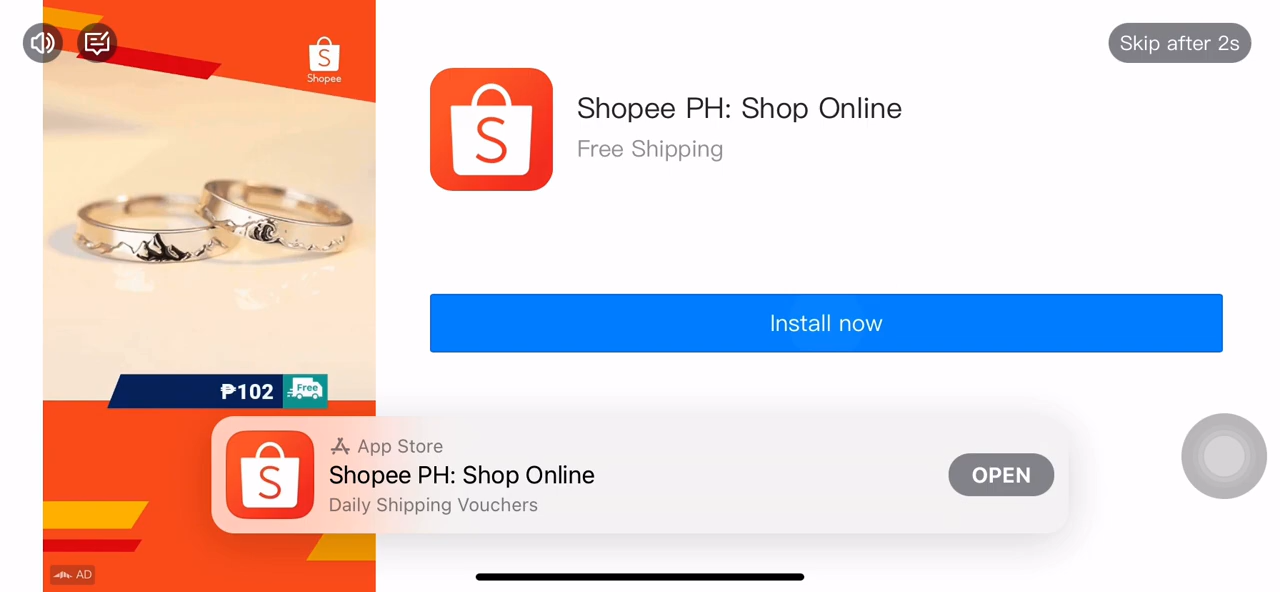 S
Shopee
₱102
Free
AD
S
Shopee PH: Shop Online
Free Shipping
Skip after 2s
Install now
S
App Store
Shopee PH: Shop Online
Daily Shipping Vouchers
OPEN